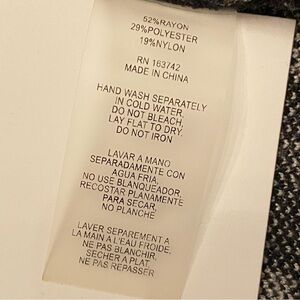 52%RAYON
29%POLYESTER
19%NYLON
RN 163742
MADE IN CHINA
HAND WASH SEPARATELY
IN COLD WATER,
DO NOT BLEACH,
LAY FLAT TO DRY,
DO NOT IRON
LAVAR A MANO
SEPARADAMENTE CON
AGUA FRIA,
NO USE BLANQUEADOR,
RECOSTAR PLANAMENTE
PARA SECAR,
NO PLANCHE
LAVER SEPAREMENT A
LA MAIN A L'EAU FROIDE,
NE PAS BLANCHIR,
SECHER A PLAT,
NE PAS REPASSER